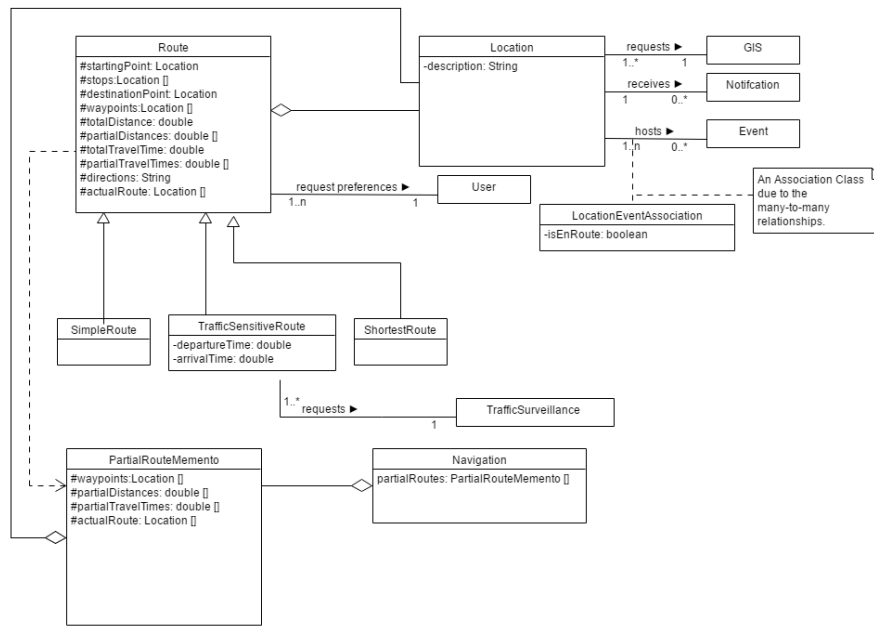 Route
#startingPoint: Location
#stops:Location []
#destinationPoint: Location
#waypoints:Location []
#totalDistance: double
#partialDistances: double []
#totalTravelTime: double
#partialTravelTimes: double []
#directions: String
#actualRoute: Location []
Location
-description: String
requests ►
1..*
1
GIS
receives ►
1
0..*
Notifcation
hosts ►
1..n
0..*
Event
An Association Class
due to the
many-to-many
relationships.
LocationEventAssociation
-isEnRoute: boolean
request preferences ►
1..n
1
User
SimpleRoute
TrafficSensitiveRoute
-departureTime: double
-arrivalTime: double
ShortestRoute
1..*
requests ►
1
TrafficSurveillance
PartialRouteMemento
#waypoints:Location []
#partialDistances: double []
#partialTravelTimes: double []
#actualRoute: Location []
Navigation
partialRoutes: PartialRouteMemento []